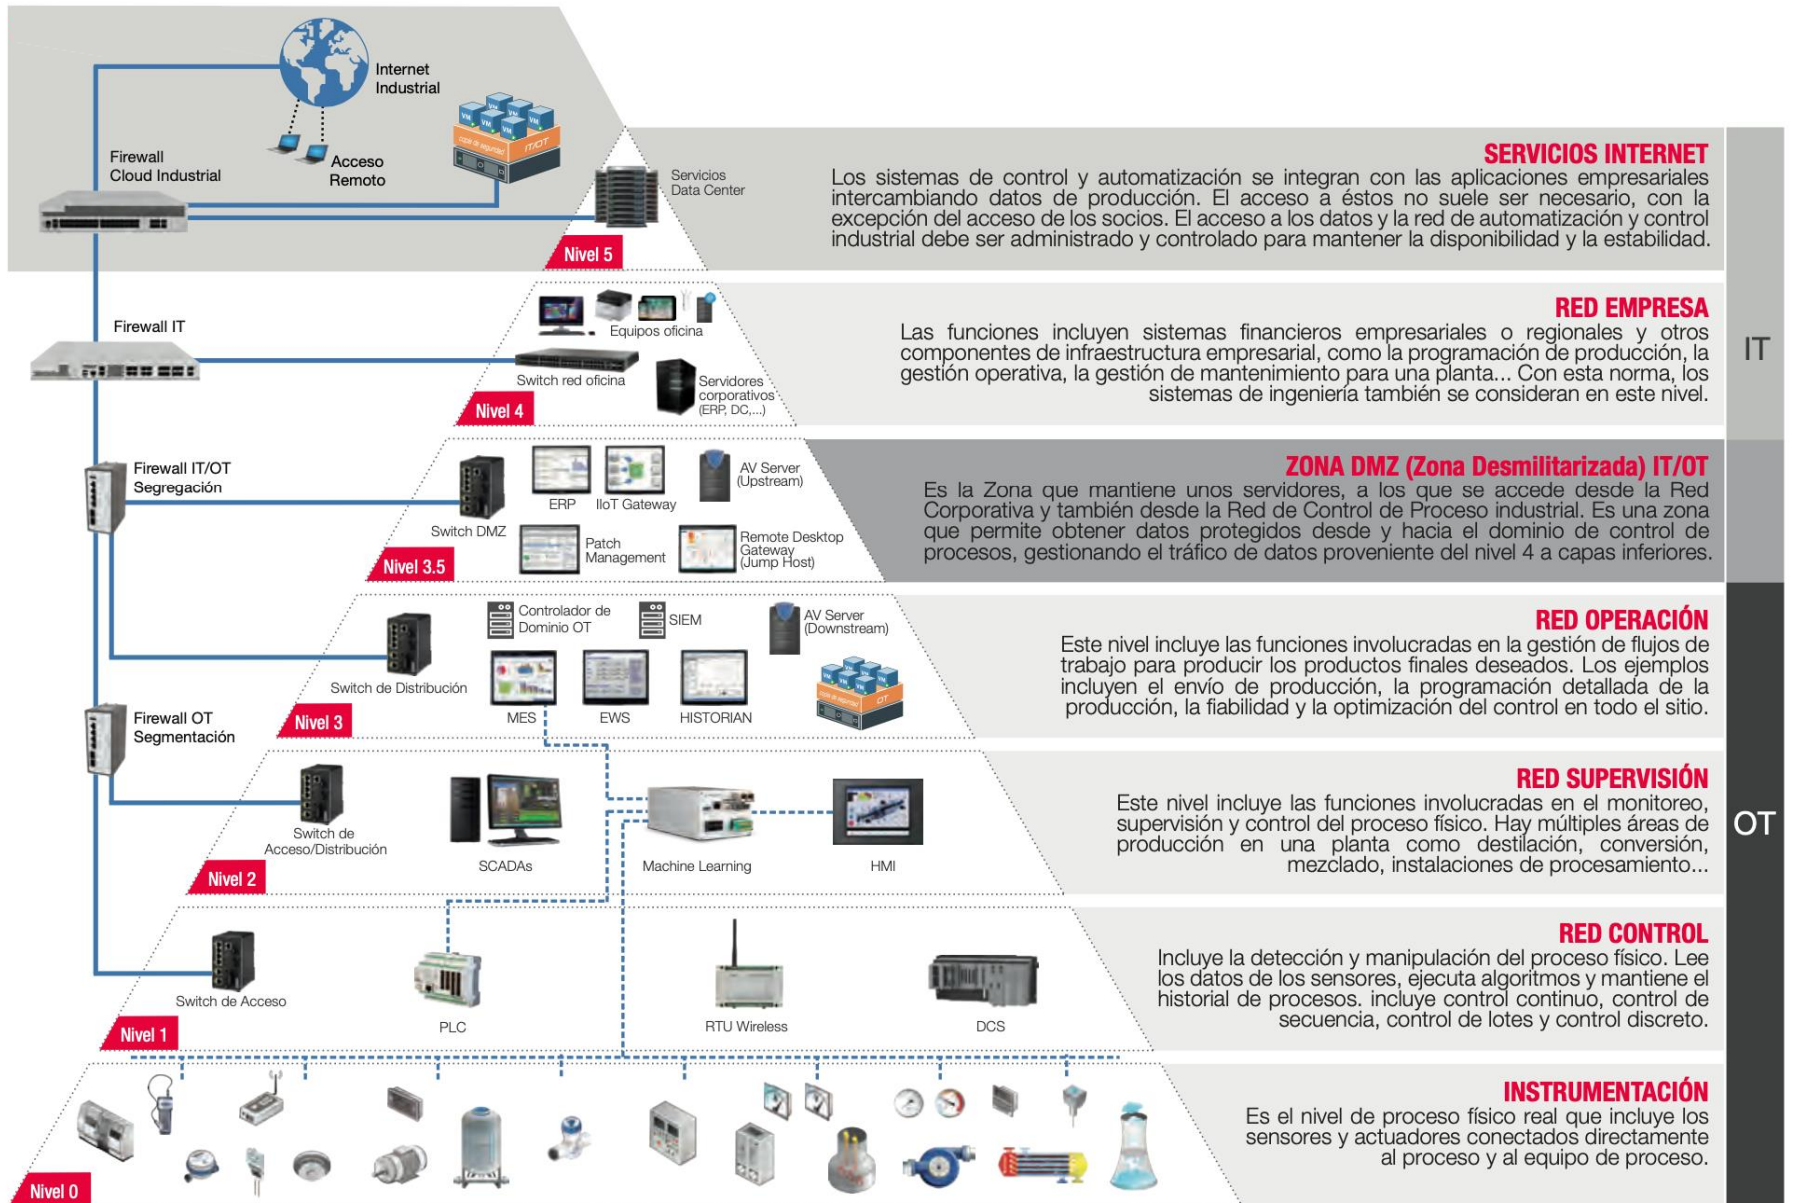 Internet
Industrial
VM
VM
VM
VM
VM
copia de seguridad
IT/OT
Firewall
Cloud Industrial
Acceso
Remoto
Servicios
Data Center
Nivel 5
SERVICIOS INTERNET
Los sistemas de control y automatización se integran con las aplicaciones empresariales
intercambiando datos de producción. El acceso a éstos no suele ser necesario, con la
excepción del acceso de los socios. El acceso a los datos y la red de automatización y control
industrial debe ser administrado y controlado para mantener la disponibilidad y la estabilidad.
Firewall IT
Equipos oficina
Switch red oficina
Servidores
corporativos
(ERP, DC,...)
Nivel 4
RED EMPRESA
Las funciones incluyen sistemas financieros empresariales o regionales y otros
componentes de infraestructura empresarial, como la programación de producción, la
gestión operativa, la gestión de mantenimiento para una planta... Con esta norma, los
sistemas de ingeniería también se consideran en este nivel.
IT
Firewall IT/OT
Segregación
Switch DMZ
ERP
IIoT Gateway
AV Server
(Upstream)
Patch
Management
Remote Desktop
Gateway
(Jump Host)
Nivel 3.5
ZONA DMZ (Zona Desmilitarizada) IT/OT
Es la Zona que mantiene unos servidores, a los que se accede desde la Red
Corporativa y también desde la Red de Control de Proceso industrial. Es una zona
que permite obtener datos protegidos desde y hacia el dominio de control de
procesos, gestionando el tráfico de datos proveniente del nivel 4 a capas inferiores.
Switch de Distribución
Controlador de
Dominio OT
SIEM
AV Server
(Downstream)
MES
EWS
HISTORIAN
VM
VM
VM
VM
VM
copia de seguridad
OT
Nivel 3
RED OPERACIÓN
Este nivel incluye las funciones involucradas en la gestión de flujos de
trabajo para producir los productos finales deseados. Los ejemplos
incluyen el envío de producción, la programación detallada de la
producción, la fiabilidad y la optimización del control en todo el sitio.
Firewall OT
Segmentación
Switch de
Acceso/Distribución
SCADAs
Machine Learning
HMI
Nivel 2
RED SUPERVISIÓN
Este nivel incluye las funciones involucradas en el monitoreo,
supervisión y control del proceso físico. Hay múltiples áreas de
producción en una planta como destilación, conversión,
mezclado, instalaciones de procesamiento...
OT
Switch de Acceso
PLC
RTU Wireless
DCS
Nivel 1
RED CONTROL
Incluye la detección y manipulación del proceso físico. Lee
los datos de los sensores, ejecuta algoritmos y mantiene el
historial de procesos. incluye control continuo, control de
secuencia, control de lotes y control discreto.
Nivel 0
INSTRUMENTACIÓN
Es el nivel de proceso físico real que incluye los
sensores y actuadores conectados directamente
al proceso y al equipo de proceso.